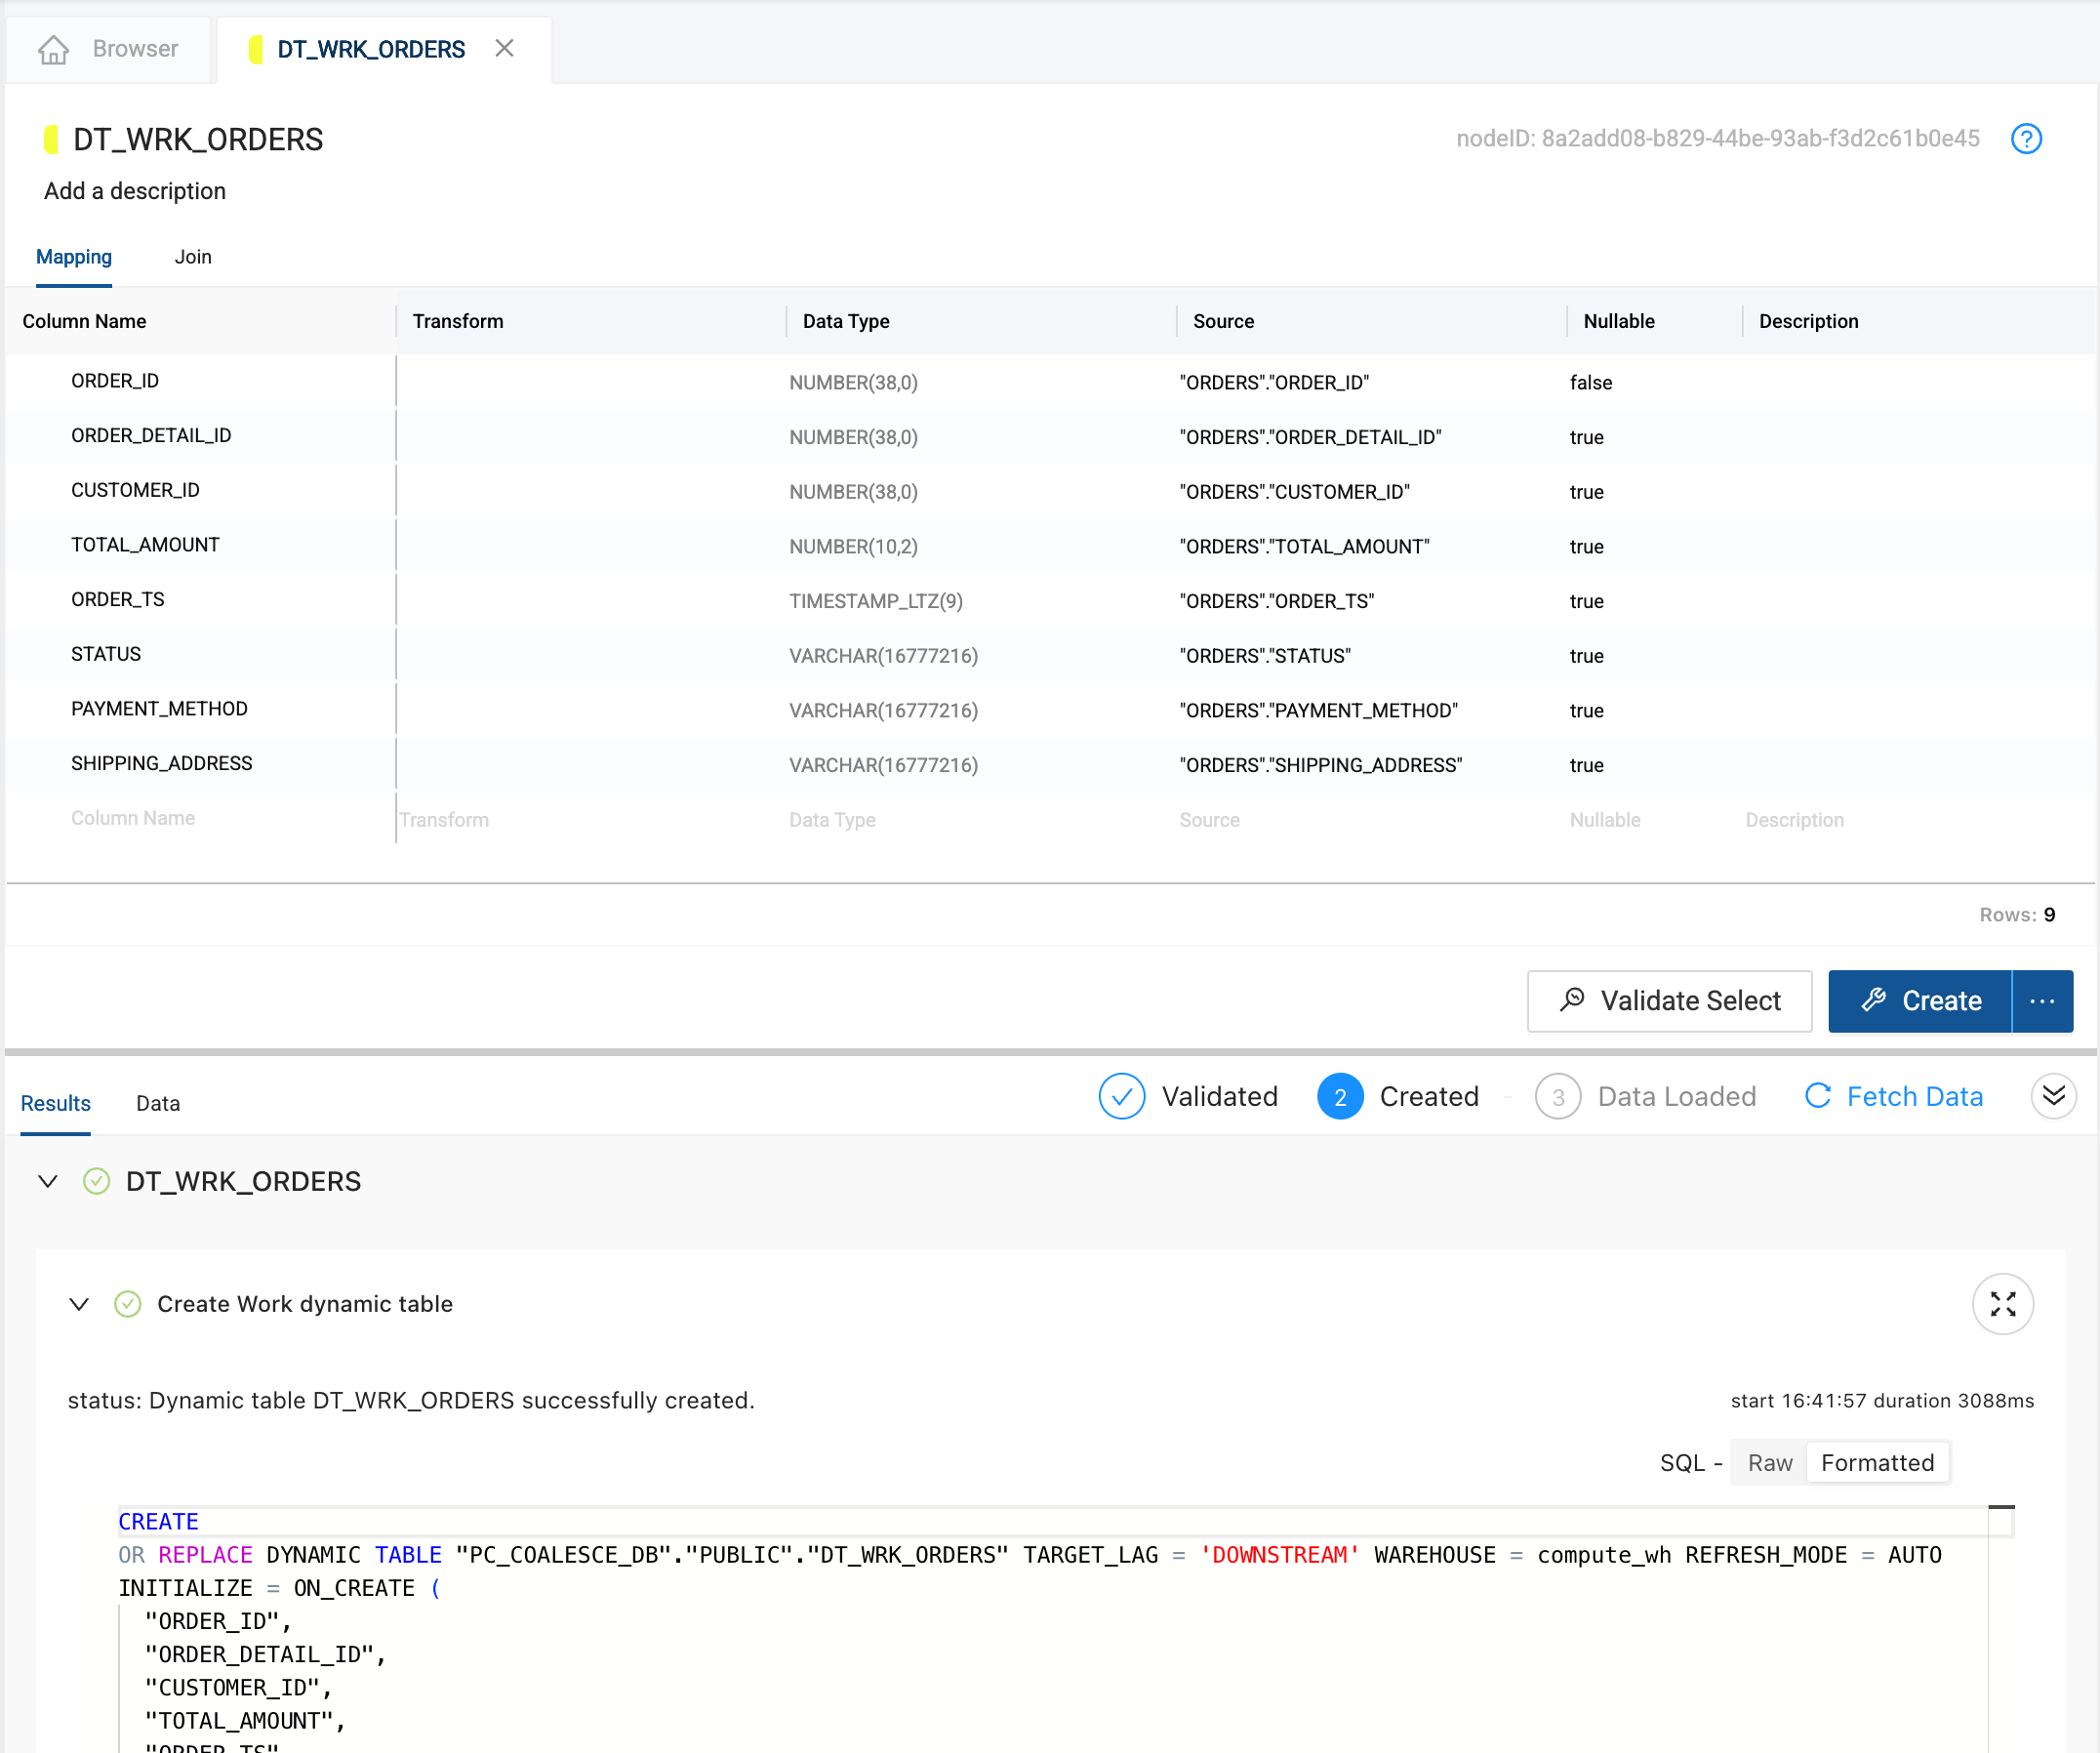 Browser
DT_WRK_ORDERS
DT_WRK_ORDERS
nodeID: 8a2add08-b829-44be-93ab-f3d2c61b0e45
?
Add a description
Mapping Join
Column Name Transform Data Type Source Nullable Description
ORDER_ID NUMBER(38,0) "ORDERS"."ORDER_ID" false
ORDER_DETAIL_ID NUMBER(38,0) "ORDERS"."ORDER_DETAIL_ID" true
CUSTOMER_ID NUMBER(38,0) "ORDERS"."CUSTOMER_ID" true
TOTAL_AMOUNT NUMBER(10,2) "ORDERS"."TOTAL_AMOUNT" true
ORDER_TS TIMESTAMP_LTZ(9) "ORDERS"."ORDER_TS" true
STATUS VARCHAR(16777216) "ORDERS"."STATUS" true
PAYMENT_METHOD VARCHAR(16777216) "ORDERS"."PAYMENT_METHOD" true
SHIPPING_ADDRESS VARCHAR(16777216) "ORDERS"."SHIPPING_ADDRESS" true
Column Name Transform Data Type Source Nullable Description
Rows: 9
Validate Select Create ...
Results Data Validated 2 Created - 3 Data Loaded Fetch Data
DT_WRK_ORDERS
Create Work dynamic table
status: Dynamic table DT_WRK_ORDERS successfully created. start 16:41:57 duration 3088ms
SQL - Raw Formatted
CREATE
OR REPLACE DYNAMIC TABLE "PC_COALESCE_DB"."PUBLIC"."DT_WRK_ORDERS" TARGET_LAG = 'DOWNSTREAM' WAREHOUSE = compute_wh REFRESH_MODE = AUTO
INITIALIZE = ON_CREATE (
"ORDER_ID",
"ORDER_DETAIL_ID",
"CUSTOMER_ID",
"TOTAL_AMOUNT",
"ORDER_TS"